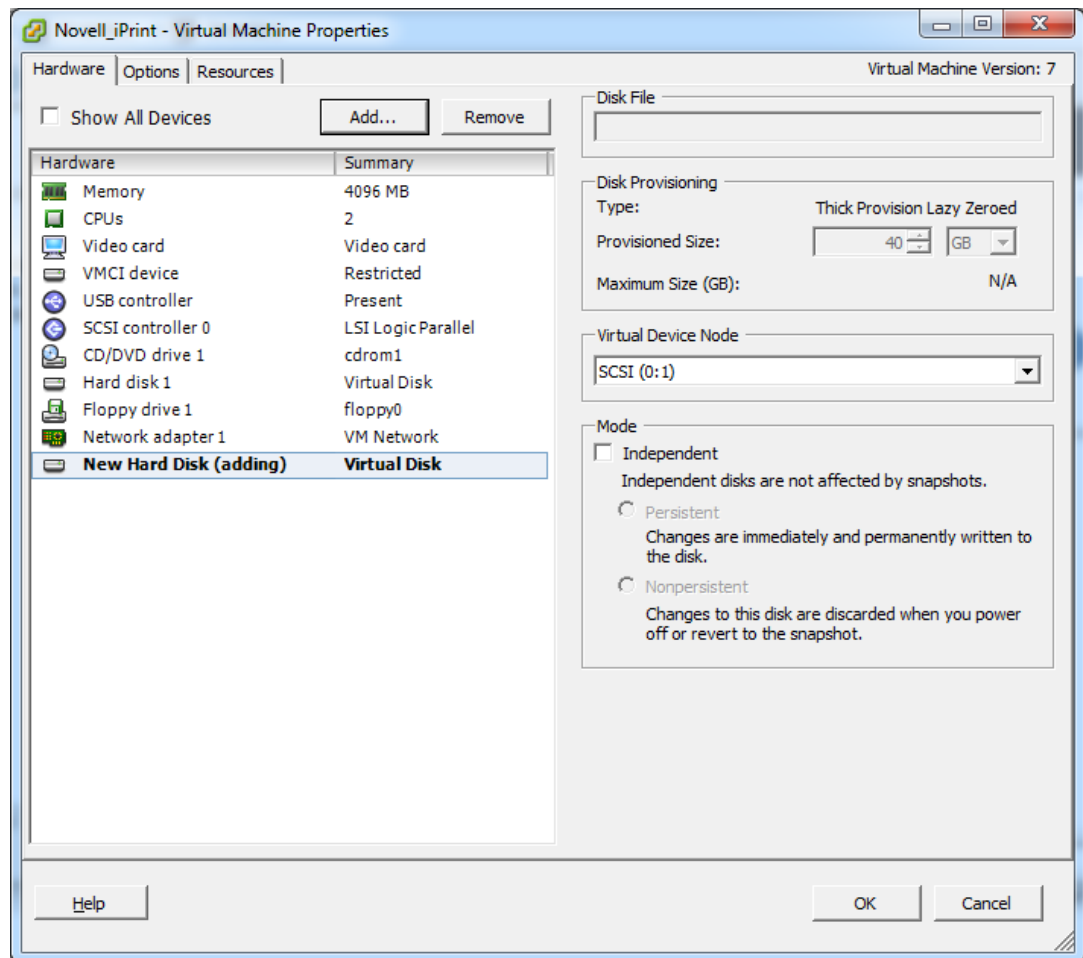 Novell_iPrint - Virtual Machine Properties
Hardware Options Resources
Virtual Machine Version: 7
Show All Devices
Add...
Remove
Hardware Summary
Memory 4096 MB
CPUs 2
Video card Video card
VMCI device Restricted
USB controller Present
SCSI controller 0 LSI Logic Parallel
CD/DVD drive 1 cdrom1
Hard disk 1 Virtual Disk
Floppy drive 1 floppy0
Network adapter 1 VM Network
New Hard Disk (adding) Virtual Disk
Disk File
Disk Provisioning
Type: Thick Provision Lazy Zeroed
Provisioned Size: 40 GB
Maximum Size (GB): N/A
Virtual Device Node
SCSI (0:1)
Mode
Independent
Independent disks are not affected by snapshots.
Persistent
Changes are immediately and permanently written to
the disk.
Nonpersistent
Changes to this disk are discarded when you power
off or revert to the snapshot.
Help
OK
Cancel